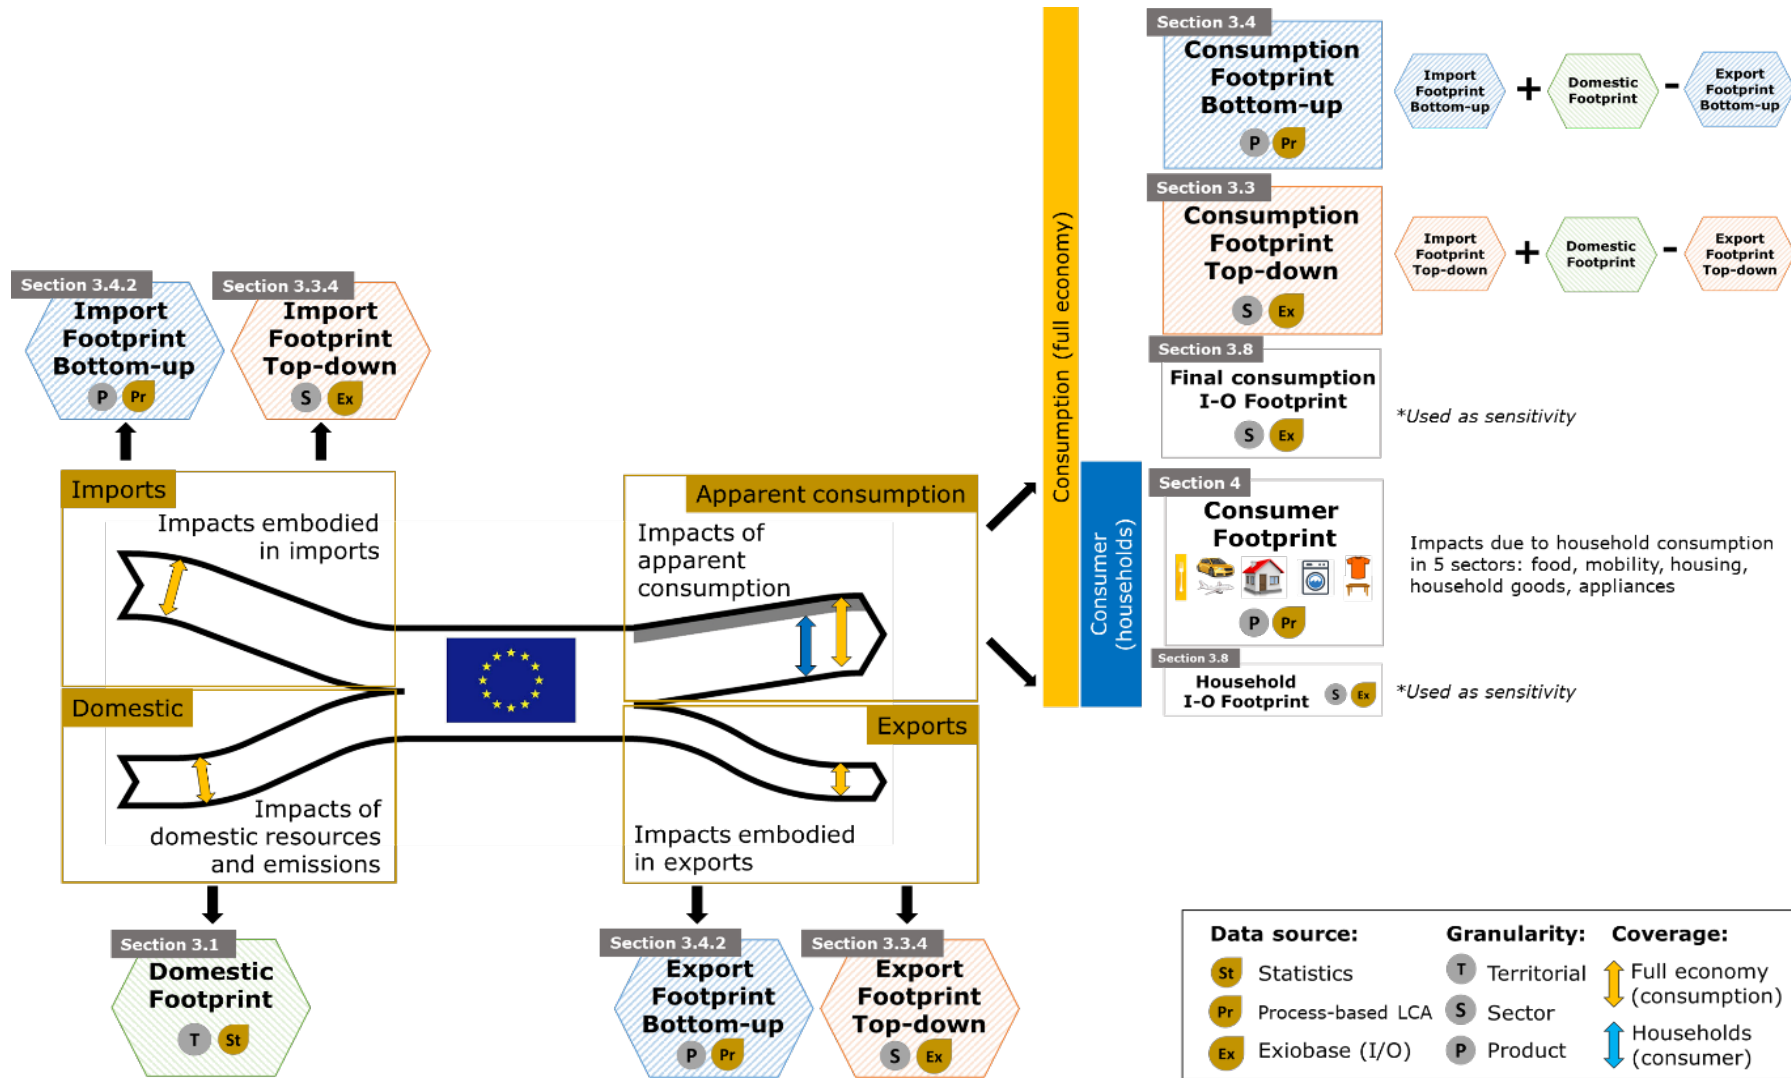 Section 3.4
Consumption
Footprint
Bottom-up
P Pr
Import
Footprint
Bottom-up
+
Domestic
Footprint
-
Export
Footprint
Bottom-up
Section 3.3
Consumption
Footprint
Top-down
S Ex
Import
Footprint
Top-down
+
Domestic
Footprint
-
Export
Footprint
Top-down
Section 3.8
Final consumption
I-O Footprint
S Ex
*Used as sensitivity
Section 4
Consumer
Footprint
P Pr
Impacts due to household consumption
in 5 sectors: food, mobility, housing,
household goods, appliances
Section 3.8
Household
I-O Footprint
S Ex
*Used as sensitivity
Consumption (full economy)
Consumer
(households)
Section 3.4.2
Import
Footprint
Bottom-up
P Pr
Section 3.3.4
Import
Footprint
Top-down
S Ex
Imports
Impacts embodied
in imports
Apparent consumption
Impacts of
apparent
consumption
Domestic
Impacts of
domestic resources
and emissions
Exports
Impacts embodied
in exports
Section 3.1
Domestic
Footprint
T St
Section 3.4.2
Export
Footprint
Bottom-up
P Pr
Section 3.3.4
Export
Footprint
Top-down
S Ex
Data source:
St Statistics
Pr Process-based LCA
Ex Exiobase (I/O)
Granularity:
T Territorial
S Sector
P Product
Coverage:
Full economy
(consumption)
Households
(consumer)